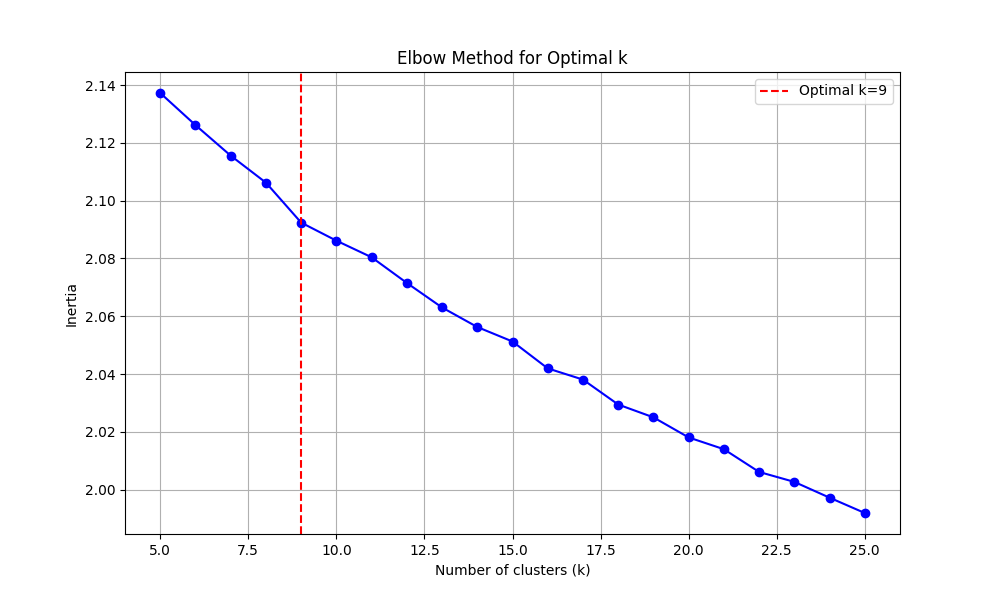 Elbow Method for Optimal k
2.14
2.12
2.10
2.08
2.06
2.04
2.02
2.00
Inertia
Optimal k=9
5.0 7.5 10.0 12.5 15.0 17.5 20.0 22.5 25.0
Number of clusters (k)